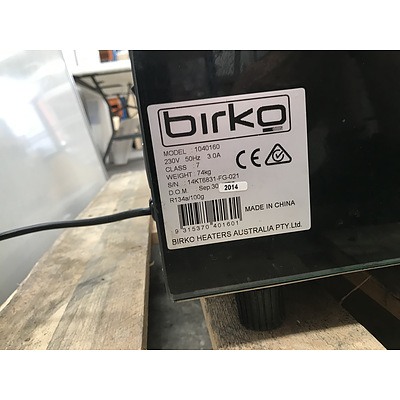 birko
MODEL : 1040160
230V 50Hz 3.0A
CLASS : 7
WEIGHT : 74kg
S/N : 14KT6831-FG-021
D.O.M : Sep.30 2014
R134a/100g
CE
MADE IN CHINA
9 315370 401601
BIRKO HEATERS AUSTRALIA PTY Ltd.